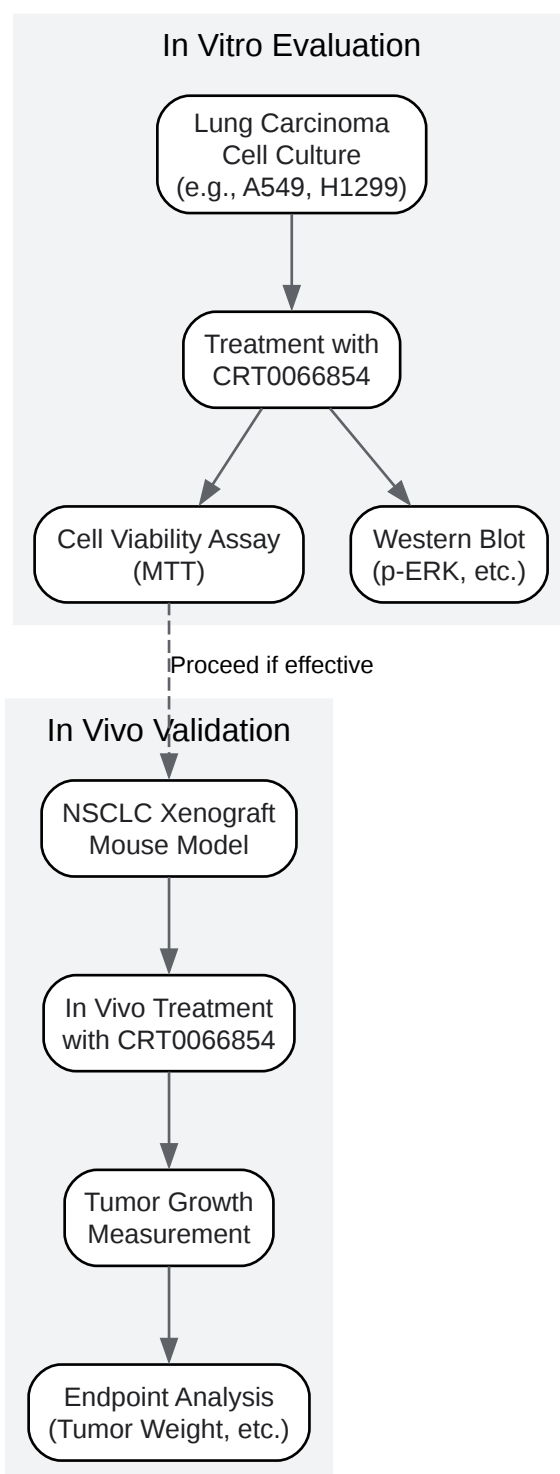 In Vitro Evaluation
Lung Carcinoma
Cell Culture
(e.g., A549, H1299)
Treatment with
CRT0066854
Cell Viability Assay
(MTT)
Western Blot
(p-ERK, etc.)
Proceed if effective
In Vivo Validation
NSCLC Xenograft
Mouse Model
In Vivo Treatment
with CRT0066854
Tumor Growth
Measurement
Endpoint Analysis
(Tumor Weight, etc.)